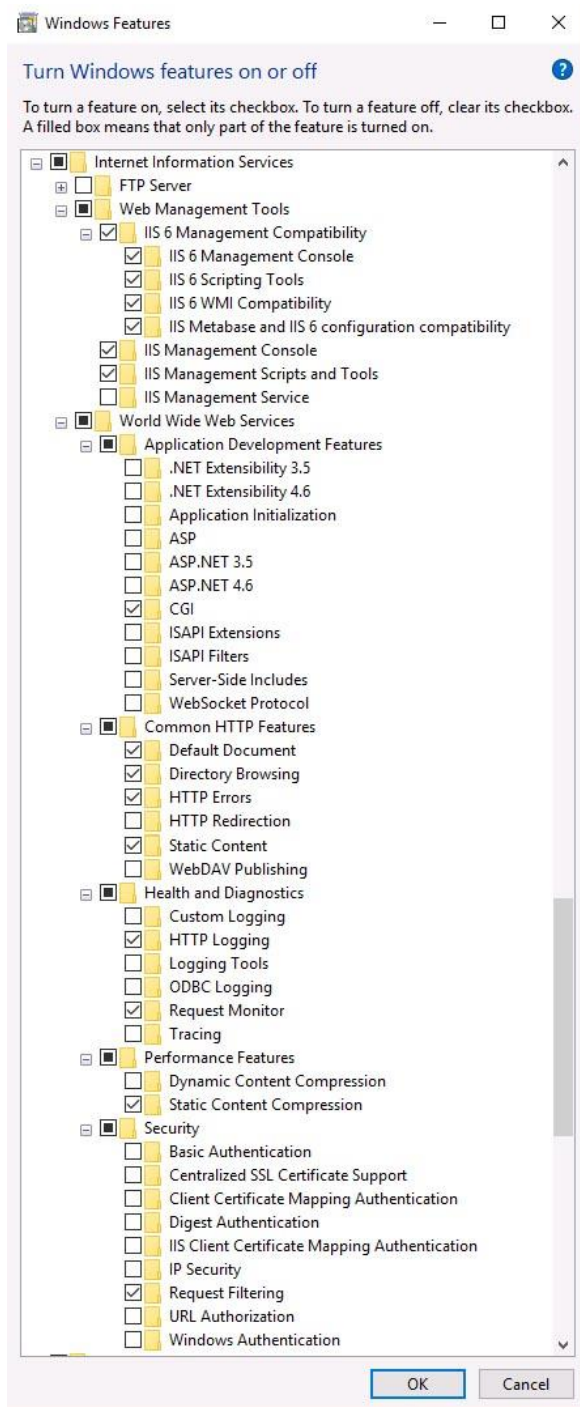 Windows Features
Turn Windows features on or off
To turn a feature on, select its checkbox. To turn a feature off, clear its checkbox.
A filled box means that only part of the feature is turned on.
Internet Information Services
FTP Server
Web Management Tools
IIS 6 Management Compatibility
IIS 6 Management Console
IIS 6 Scripting Tools
IIS 6 WMI Compatibility
IIS Metabase and IIS 6 configuration compatibility
IIS Management Console
IIS Management Scripts and Tools
IIS Management Service
World Wide Web Services
Application Development Features
.NET Extensibility 3.5
.NET Extensibility 4.6
Application Initialization
ASP
ASP.NET 3.5
ASP.NET 4.6
CGI
ISAPI Extensions
ISAPI Filters
Server-Side Includes
WebSocket Protocol
Common HTTP Features
Default Document
Directory Browsing
HTTP Errors
HTTP Redirection
Static Content
WebDAV Publishing
Health and Diagnostics
Custom Logging
HTTP Logging
Logging Tools
ODBC Logging
Request Monitor
Tracing
Performance Features
Dynamic Content Compression
Static Content Compression
Security
Basic Authentication
Centralized SSL Certificate Support
Client Certificate Mapping Authentication
Digest Authentication
IIS Client Certificate Mapping Authentication
IP Security
Request Filtering
URL Authorization
Windows Authentication
OK Cancel